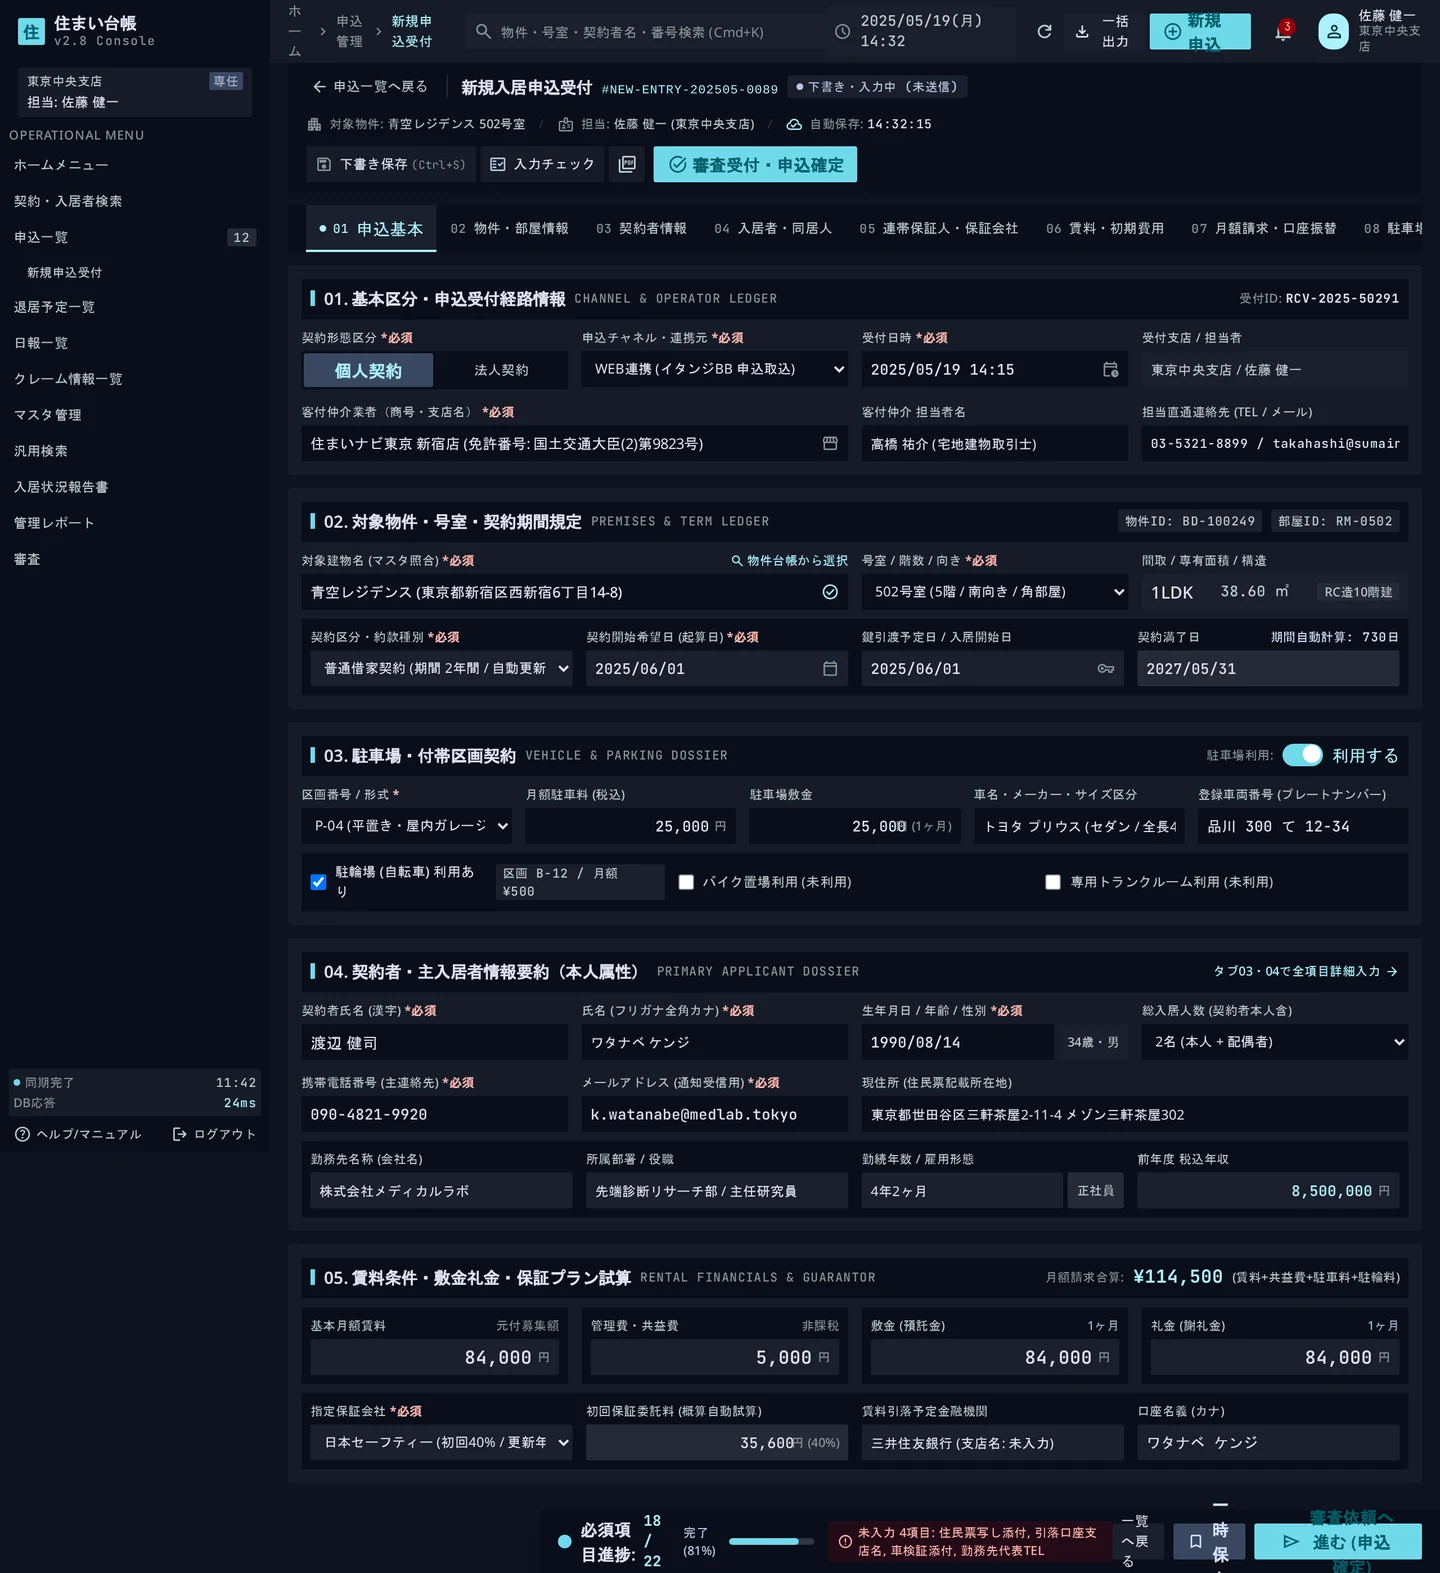 住 住まい台帳
v2.8 Console
東京中央支店 専任
担当: 佐藤 健一
OPERATIONAL MENU
ホームメニュー
契約・入居者検索
申込一覧 12
新規申込受付
退居予定一覧
日報一覧
クレーム情報一覧
マスタ管理
汎用検索
入居状況報告書
管理レポート
審査
同期完了 11:42
DB応答 24ms
ヘルプ/マニュアル ログアウト
ホーム
申込管理
新規申込受付
物件・号室・契約者名・番号検索 (Cmd+K)
2025/05/19(月)
14:32
一括出力
新規申込
3
佐藤 健一
東京中央支店
申込一覧へ戻る 新規入居申込受付 #NEW-ENTRY-202505-0089 下書き・入力中 (未送信)
対象物件: 青空レジデンス 502号室 / 担当: 佐藤 健一 (東京中央支店) / 自動保存: 14:32:15
下書き保存 (Ctrl+S) 入力チェック PDF 審査受付・申込確定
01 申込基本 02 物件・部屋情報 03 契約者情報 04 入居者・同居人 05 連帯保証人・保証会社 06 賃料・初期費用 07 月額請求・口座振替 08 駐車場
01. 基本区分・申込受付経路情報 CHANNEL & OPERATOR LEDGER 受付ID: RCV-2025-50291
契約形態区分 *必須 申込チャネル・連携元 *必須 受付日時 *必須 受付支店 / 担当者
個人契約 法人契約 WEB連携 (イタンジBB 申込取込) 2025/05/19 14:15 東京中央支店 / 佐藤 健一
客付仲介業者（商号・支店名） *必須 客付仲介 担当者名 担当直通連絡先 (TEL / メール)
住まいナビ東京 新宿店 (免許番号: 国土交通大臣(2)第9823号) 高橋 祐介 (宅地建物取引士) 03-5321-8899 / takahashi@sumair
02. 対象物件・号室・契約期間規定 PREMISES & TERM LEDGER 物件ID: BD-100249 部屋ID: RM-0502
対象建物名 (マスタ照合) *必須 物件台帳から選択 号室 / 階数 / 向き *必須 間取 / 専有面積 / 構造
青空レジデンス (東京都新宿区西新宿6丁目14-8) 502号室 (5階 / 南向き / 角部屋) 1LDK 38.60 ㎡ RC造10階建
契約区分・約款種別 *必須 契約開始希望日 (起算日) *必須 鍵引渡予定日 / 入居開始日 契約満了日 期間自動計算: 730日
普通借家契約 (期間 2年間 / 自動更新 2025/06/01 2025/06/01 2027/05/31
03. 駐車場・付帯区画契約 VEHICLE & PARKING DOSSIER 駐車場利用: 利用する
区画番号 / 形式 * 月額駐車料 (税込) 駐車場敷金 車名・メーカー・サイズ区分 登録車両番号 (プレートナンバー)
P-04 (平置き・屋内ガレージ 25,000 円 25,000 円 (1ヶ月) トヨタ プリウス (セダン / 全長4 品川 300 て 12-34
駐輪場 (自転車) 利用あり 区画 B-12 / 月額 ¥500 バイク置場利用 (未利用) 専用トランクルーム利用 (未利用)
04. 契約者・主入居者情報要約（本人属性） PRIMARY APPLICANT DOSSIER タブ03・04で全項目詳細入力 →
契約者氏名 (漢字) *必須 氏名 (フリガナ全角カナ) *必須 生年月日 / 年齢 / 性別 *必須 総入居人数 (契約者本人含)
渡辺 健司 ワタナベ ケンジ 1990/08/14 34歳・男 2名 (本人 + 配偶者)
携帯電話番号 (主連絡先) *必須 メールアドレス (通知受信用) *必須 現住所 (住民票記載所在地)
090-4821-9920 k.watanabe@medlab.tokyo 東京都世田谷区三軒茶屋2-11-4 メゾン三軒茶屋302
勤務先名称 (会社名) 所属部署 / 役職 勤続年数 / 雇用形態 前年度 税込年収
株式会社メディカルラボ 先端診断リサーチ部 / 主任研究員 4年2ヶ月 正社員 8,500,000 円
05. 賃料条件・敷金礼金・保証プラン試算 RENTAL FINANCIALS & GUARANTOR 月額請求合算: ¥114,500 (賃料+共益費+駐車料+駐輪料)
基本月額賃料 元付募集額 管理費・共益費 非課税 敷金 (預託金) 1ヶ月 礼金 (謝礼金) 1ヶ月
84,000 円 5,000 円 84,000 円 84,000 円
指定保証会社 *必須 初回保証委託料 (概算自動試算) 賃料引落予定金融機関 口座名義 (カナ)
日本セーフティー (初回40% / 更新年 35,600円 (40%) 三井住友銀行 (支店名: 未入力) ワタナベ ケンジ
必須項目進捗: 18 / 22 完了 (81%)
未入力 4項目: 住民票写し添付, 引落口座支店名, 車検証添付, 勤務先代表TEL
一覧へ戻る
一時保
審査依頼へ進む (申込確定)